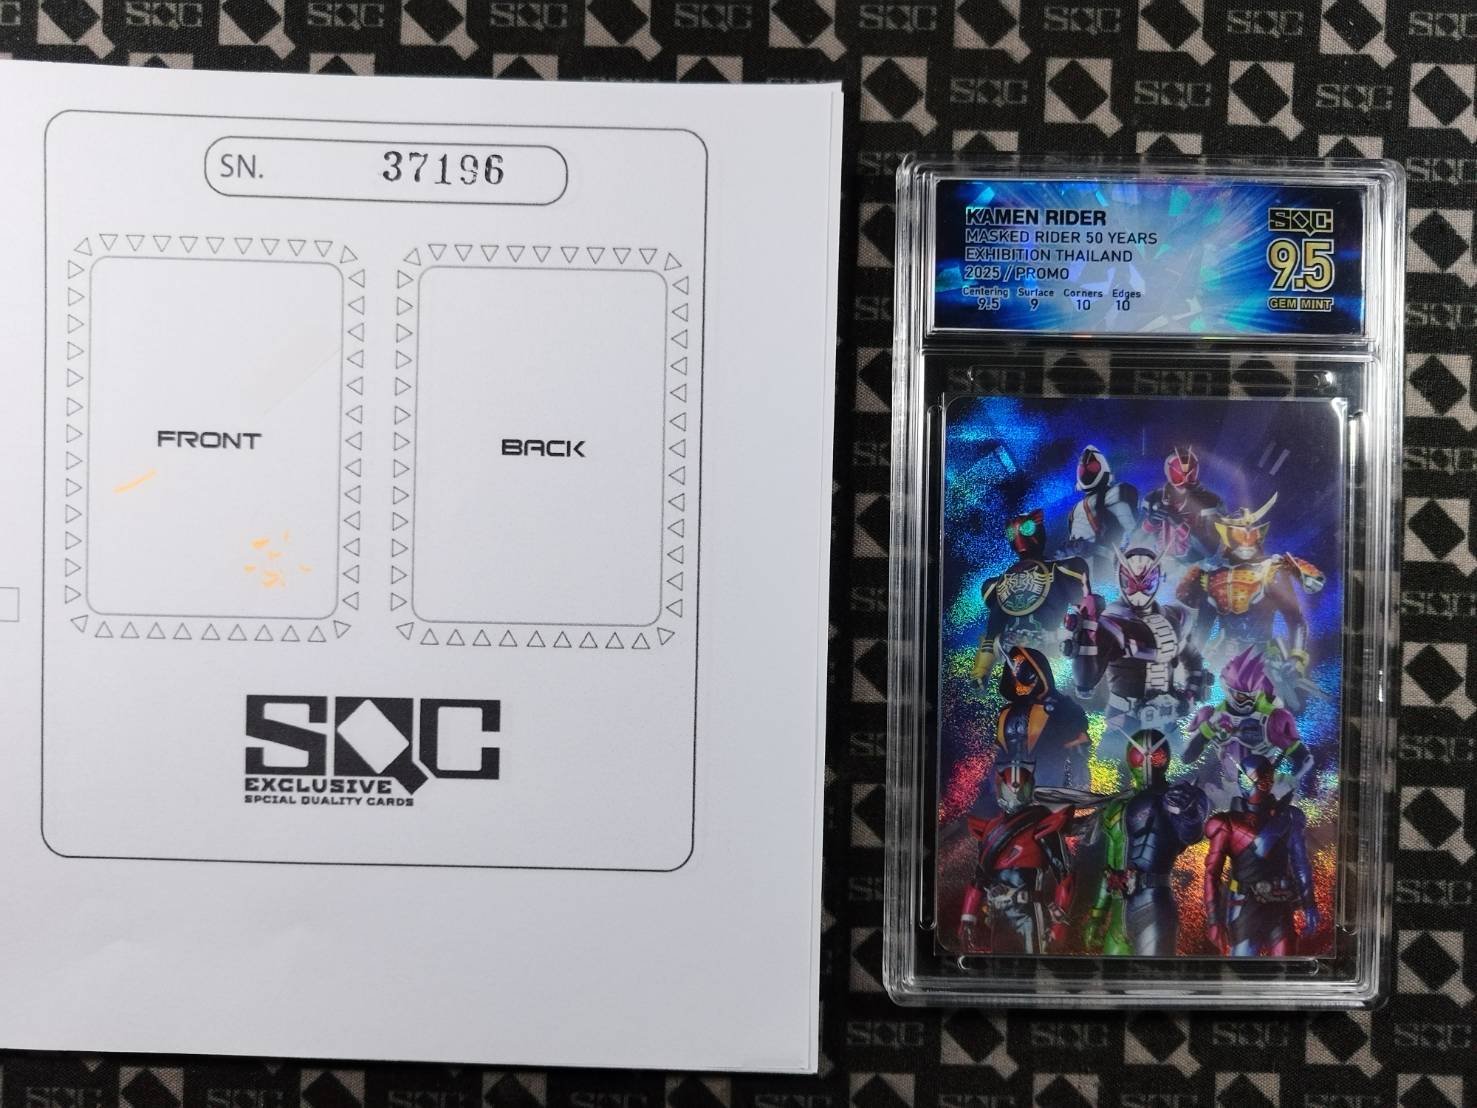 SN. 37196
FRONT
BACK
SQC
EXCLUSIVE
SPCIAL QUALITY CARDS
KAMEN RIDER
MASKED RIDER 50 YEARS
EXHIBITION THAILAND
2025 / PROMO
Centering Surface Corners Edges
9.5 9 10 10
SQC
9.5
GEM MINT